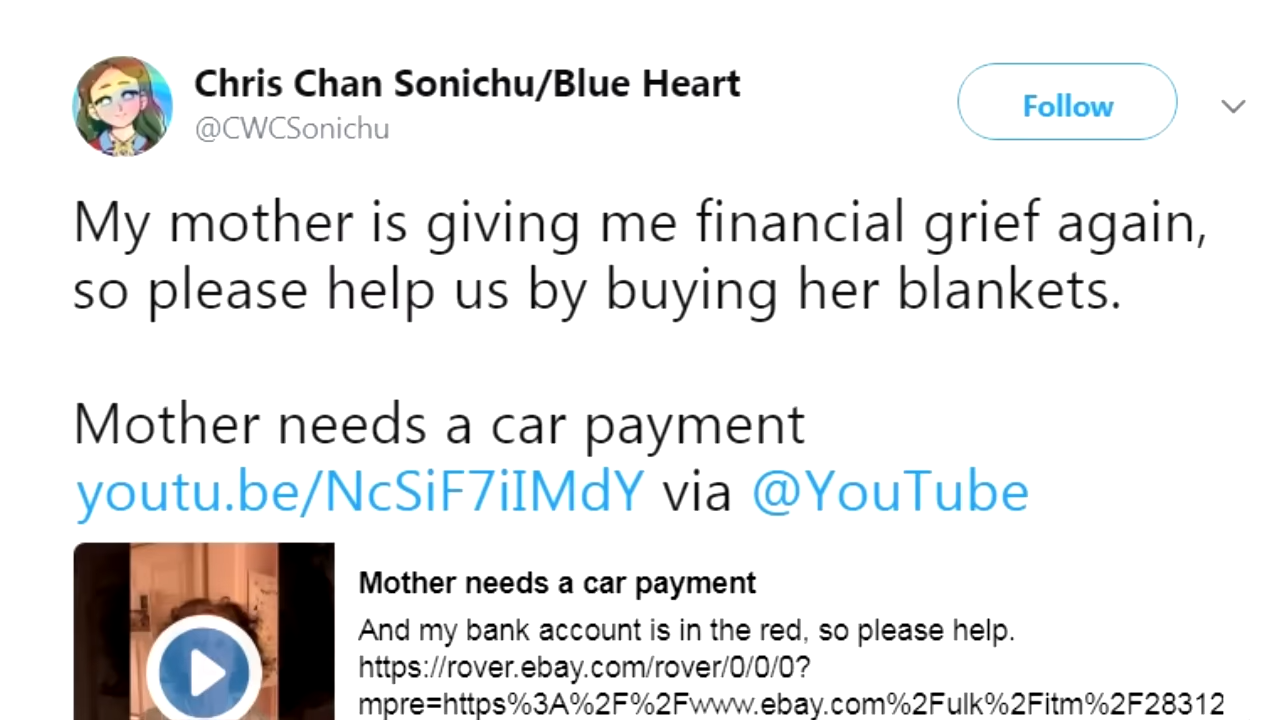 Chris Chan Sonichu/Blue Heart
@CWCSonichu
Follow
My mother is giving me financial grief again,
so please help us by buying her blankets.
Mother needs a car payment
youtu.be/NcSiF7iIMdY via @YouTube
Mother needs a car payment
And my bank account is in the red, so please help.
https://rover.ebay.com/rover/0/0/0?
mpre=https%3A%2F%2Fwww.ebay.com%2Fulk%2Fitm%2F28312